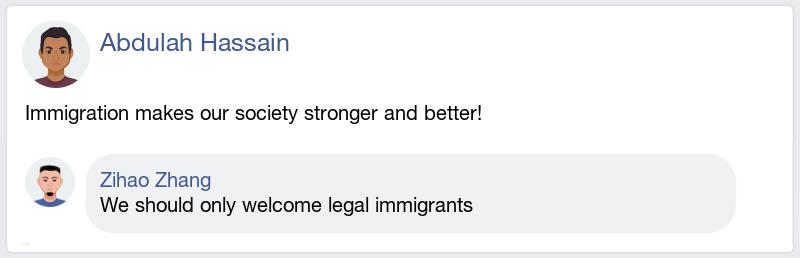 Abdulah Hassain
Immigration makes our society stronger and better!
Zihao Zhang
We should only welcome legal immigrants